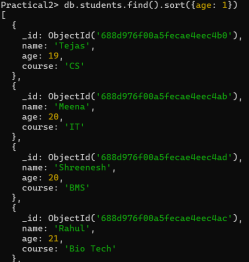 Practical2> db.students.find().sort({age: 1})
[
  {
    _id: ObjectId('688d976f00a5fecae4eec4b0'),
    name: 'Tejas',
    age: 19,
    course: 'CS'
  },
  {
    _id: ObjectId('688d976f00a5fecae4eec4ab'),
    name: 'Meena',
    age: 20,
    course: 'IT'
  },
  {
    _id: ObjectId('688d976f00a5fecae4eec4ad'),
    name: 'Shreenesh',
    age: 20,
    course: 'BMS'
  },
  {
    _id: ObjectId('688d976f00a5fecae4eec4ac'),
    name: 'Rahul',
    age: 21,
    course: 'Bio Tech'
  },